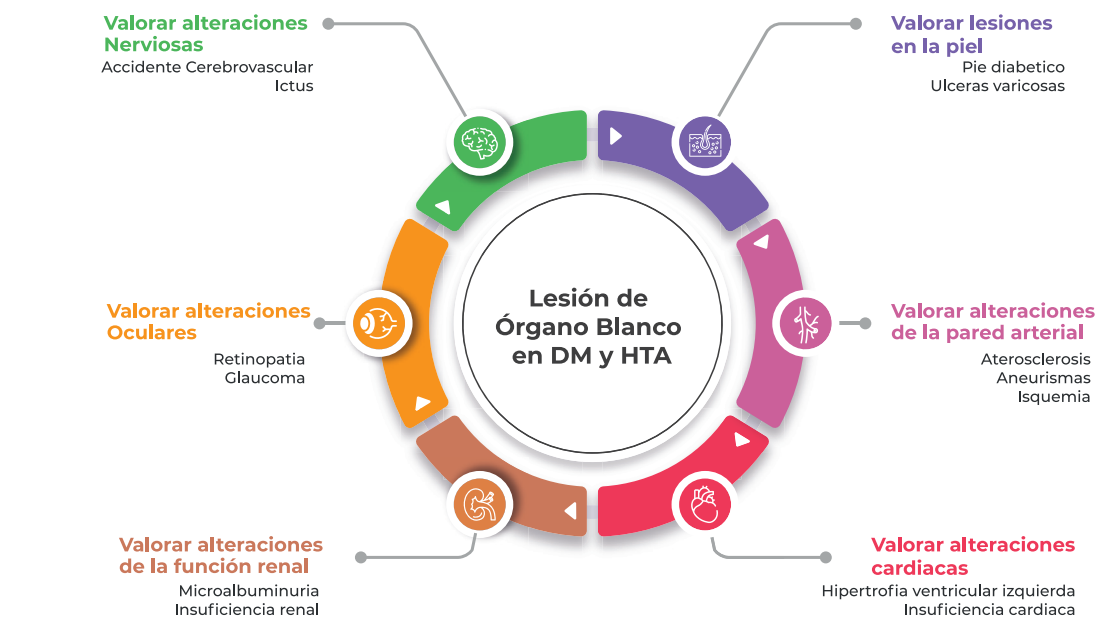 Valorar alteraciones
Nerviosas
Accidente Cerebrovascular
Ictus
Valorar lesiones
en la piel
Pie diabetico
Ulceras varicosas
Valorar alteraciones
Oculares
Retinopatia
Glaucoma
Lesión de
Órgano Blanco
en DM y HTA
Valorar alteraciones
de la pared arterial
Aterosclerosis
Aneurismas
Isquemia
Valorar alteraciones
de la función renal
Microalbuminuria
Insuficiencia renal
Valorar alteraciones
cardiacas
Hipertrofia ventricular izquierda
Insuficiencia cardiaca